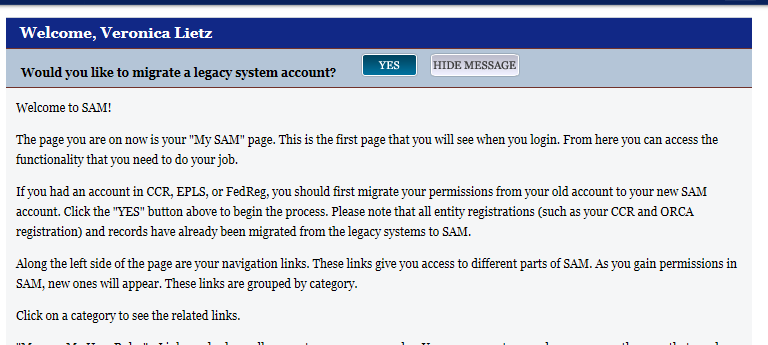 Welcome, Veronica Lietz
Would you like to migrate a legacy system account? YES HIDE MESSAGE
Welcome to SAM!
The page you are on now is your "My SAM" page. This is the first page that you will see when you login. From here you can access the
functionality that you need to do your job.
If you had an account in CCR, EPLS, or FedReg, you should first migrate your permissions from your old account to your new SAM
account. Click the "YES" button above to begin the process. Please note that all entity registrations (such as your CCR and ORCA
registration) and records have already been migrated from the legacy systems to SAM.
Along the left side of the page are your navigation links. These links give you access to different parts of SAM. As you gain permissions in
SAM, new ones will appear. These links are grouped by category.
Click on a category to see the related links.